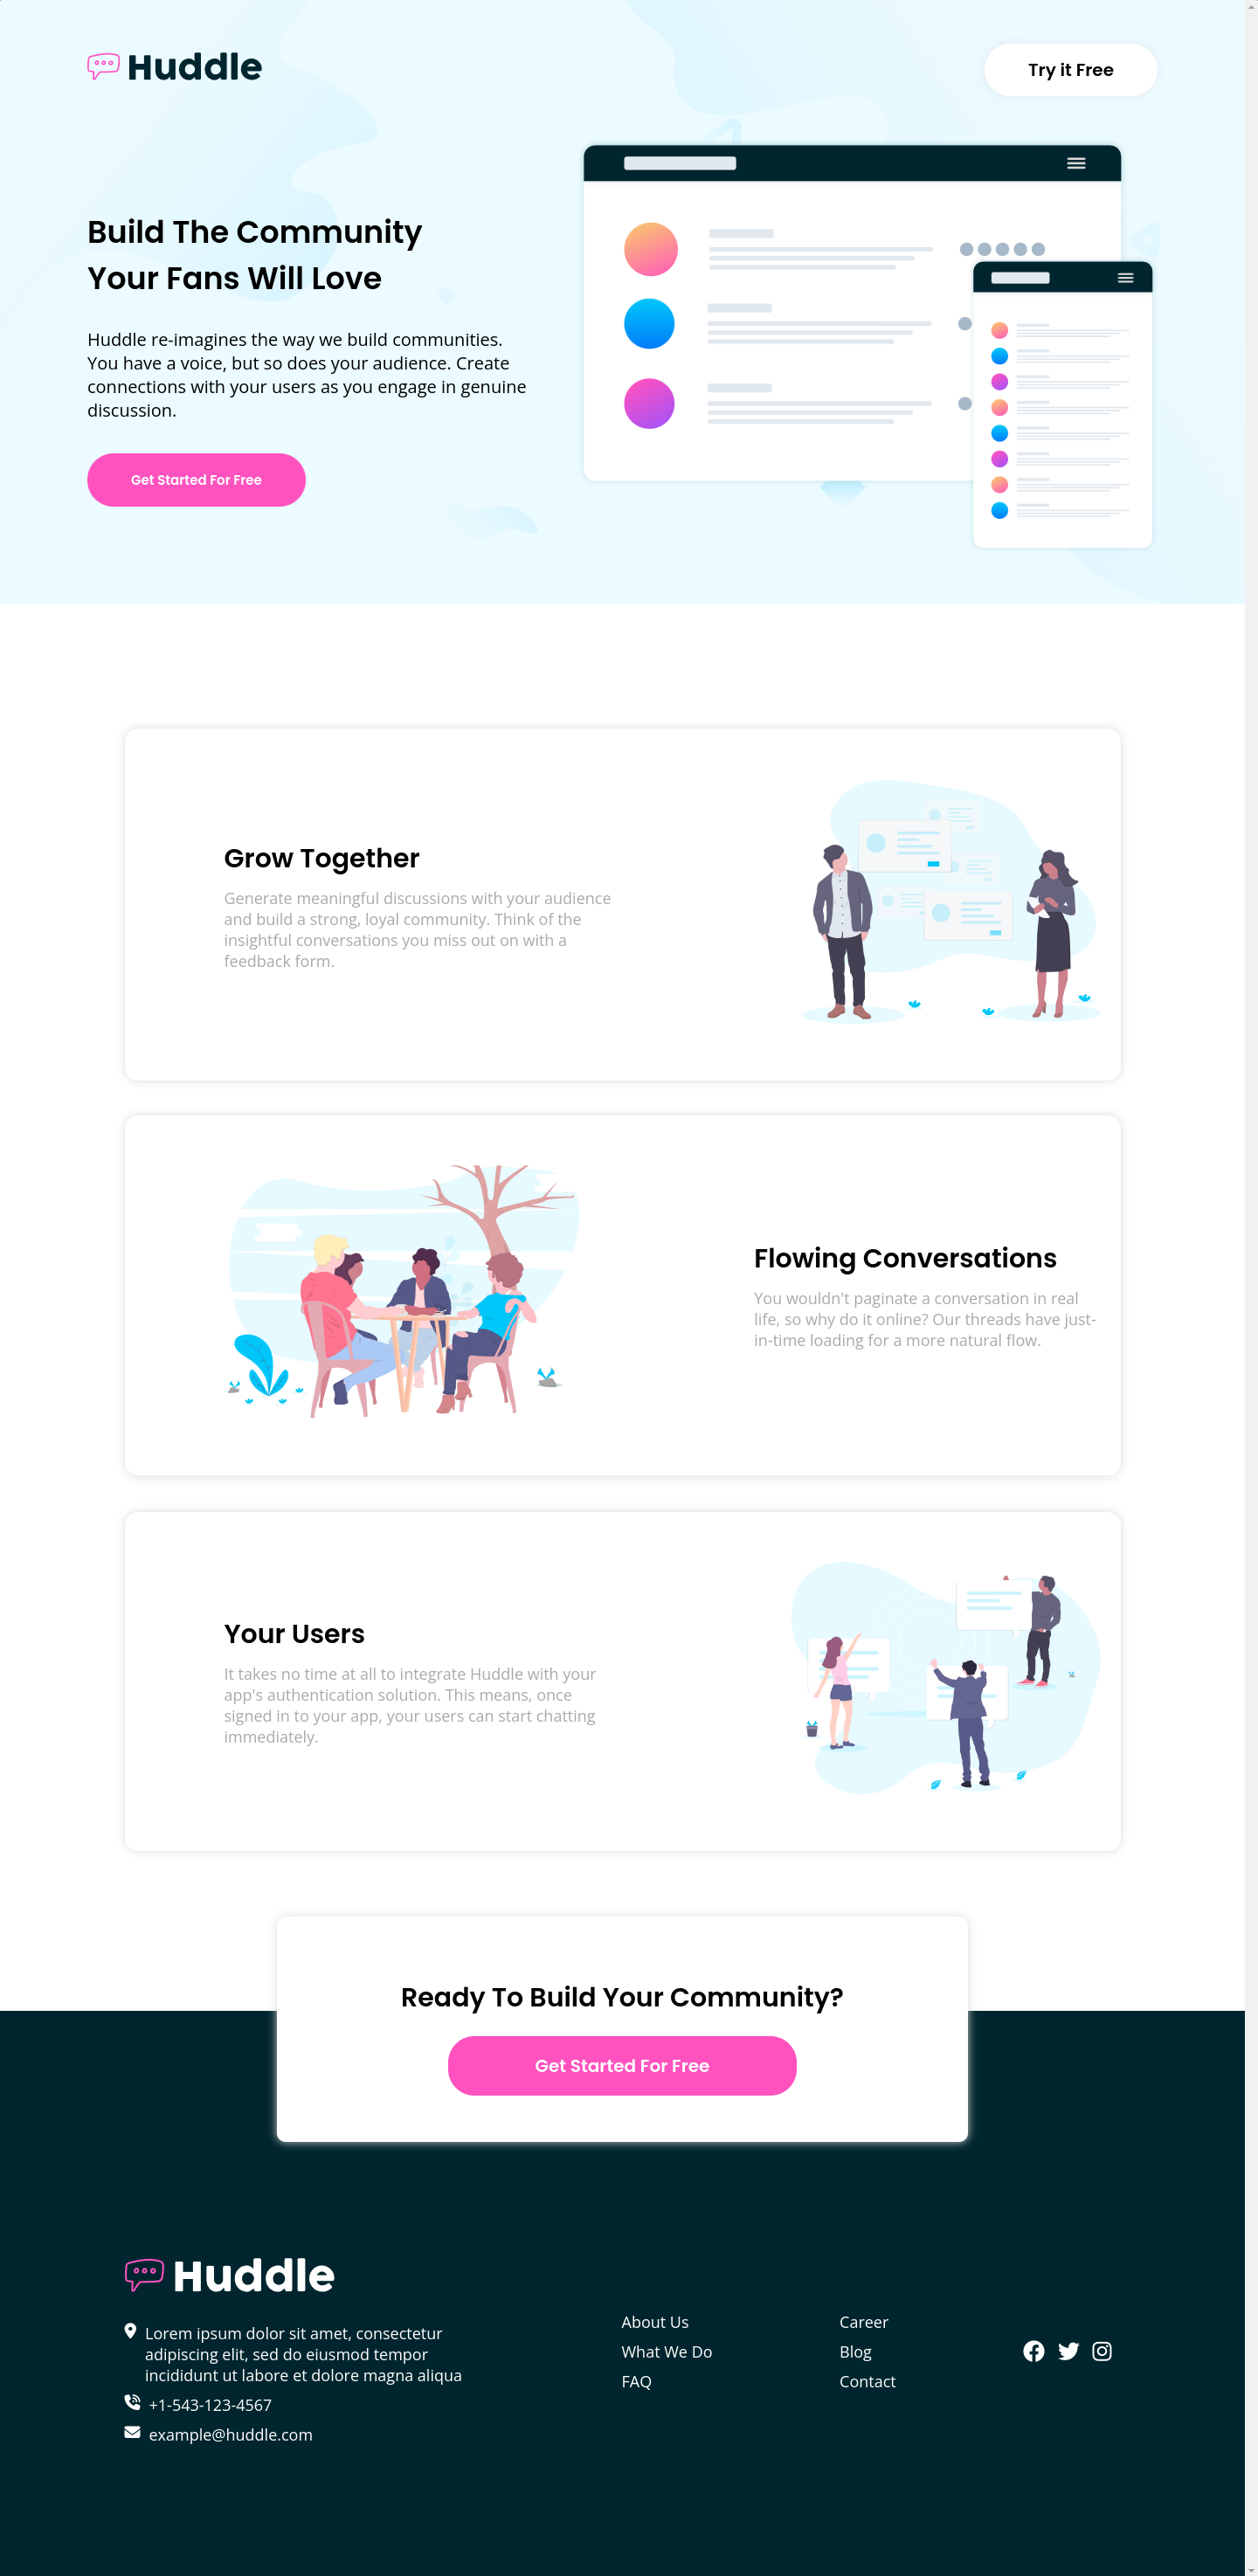 Huddle
Try it Free
Build The Community
Your Fans Will Love
Huddle re-imagines the way we build communities.
You have a voice, but so does your audience. Create
connections with your users as you engage in genuine
discussion.
Get Started For Free
Grow Together
Generate meaningful discussions with your audience
and build a strong, loyal community. Think of the
insightful conversations you miss out on with a
feedback form.
Flowing Conversations
You wouldn't paginate a conversation in real
life, so why do it online? Our threads have just-
in-time loading for a more natural flow.
Your Users
It takes no time at all to integrate Huddle with your
app's authentication solution. This means, once
signed in to your app, your users can start chatting
immediately.
Ready To Build Your Community?
Get Started For Free
Huddle
Lorem ipsum dolor sit amet, consectetur
adipiscing elit, sed do eiusmod tempor
incididunt ut labore et dolore magna aliqua
+1-543-123-4567
example@huddle.com
About Us
What We Do
FAQ
Career
Blog
Contact